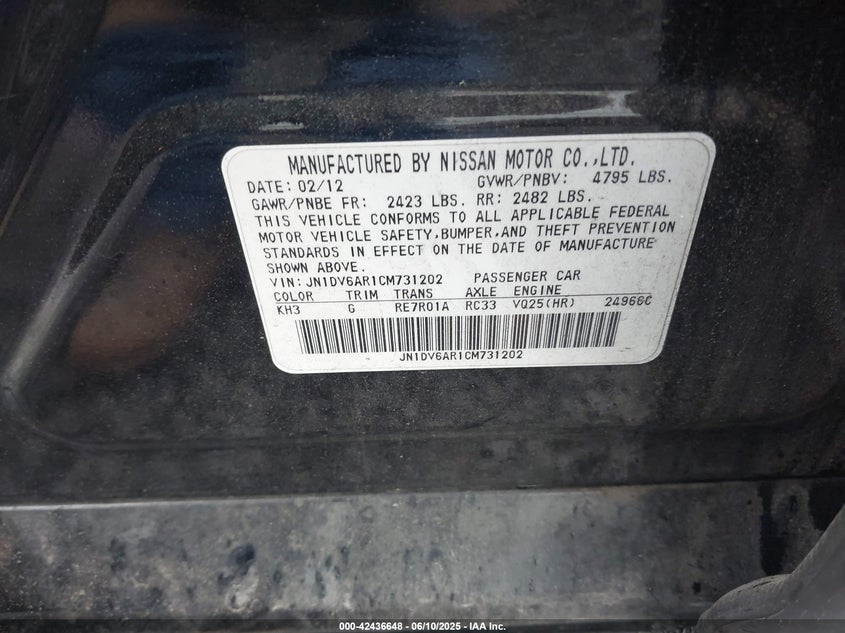 MANUFACTURED BY NISSAN MOTOR CO.,LTD.
DATE: 02/12 GVWR/PNBV: 4795 LBS.
GAWR/PNBE FR: 2423 LBS. RR: 2482 LBS.
THIS VEHICLE CONFORMS TO ALL APPLICABLE FEDERAL
MOTOR VEHICLE SAFETY,BUMPER,AND THEFT PREVENTION
STANDARDS IN EFFECT ON THE DATE OF MANUFACTURE
SHOWN ABOVE.
VIN: JN1DV6AR1CM731202 PASSENGER CAR
COLOR TRIM TRANS AXLE ENGINE
KH3 G RE7R01A RC33 VQ25(HR) 24966C
JN1DV6AR1CM731202
000-42436648 - 06/10/2025 - IAA Inc.